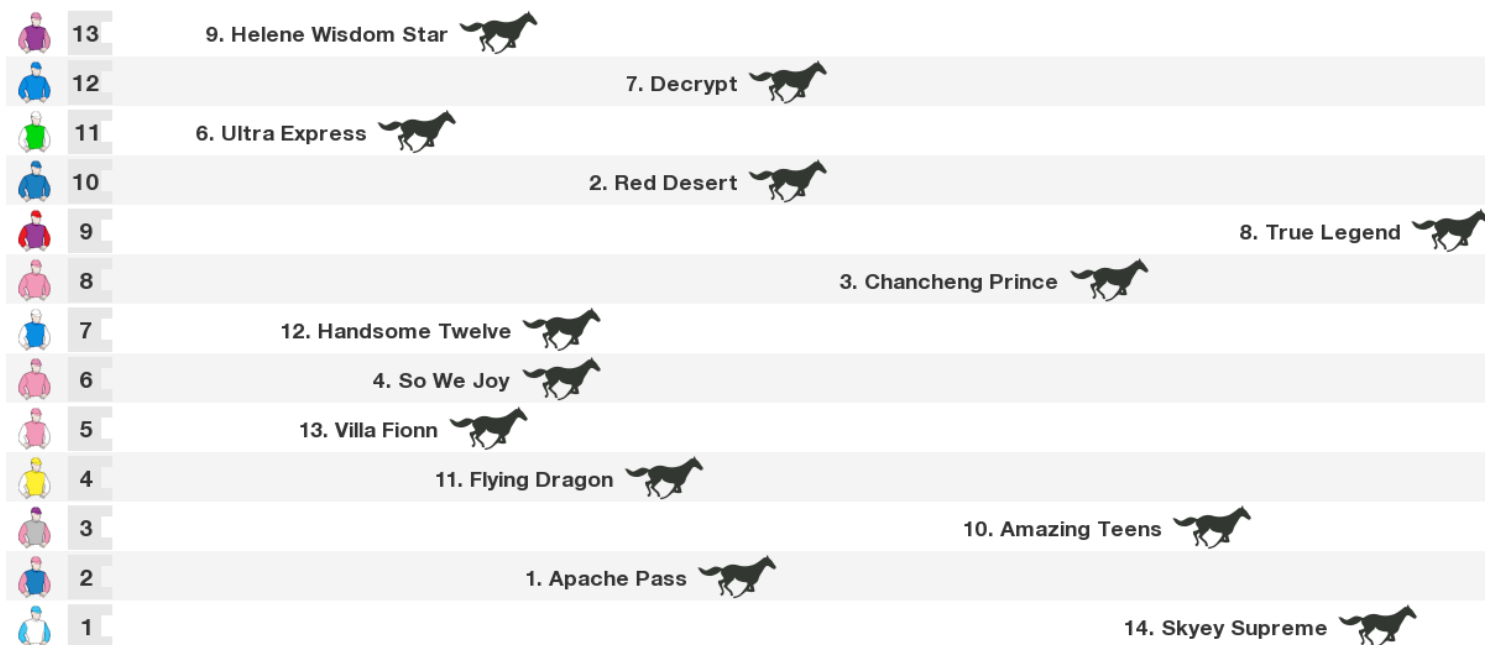 13 9. Helene Wisdom Star
12 7. Decrypt
11 6. Ultra Express
10 2. Red Desert
9 8. True Legend
8 3. Chancheng Prince
7 12. Handsome Twelve
6 4. So We Joy
5 13. Villa Fionn
4 11. Flying Dragon
3 10. Amazing Teens
2 1. Apache Pass
1 14. Skyey Supreme